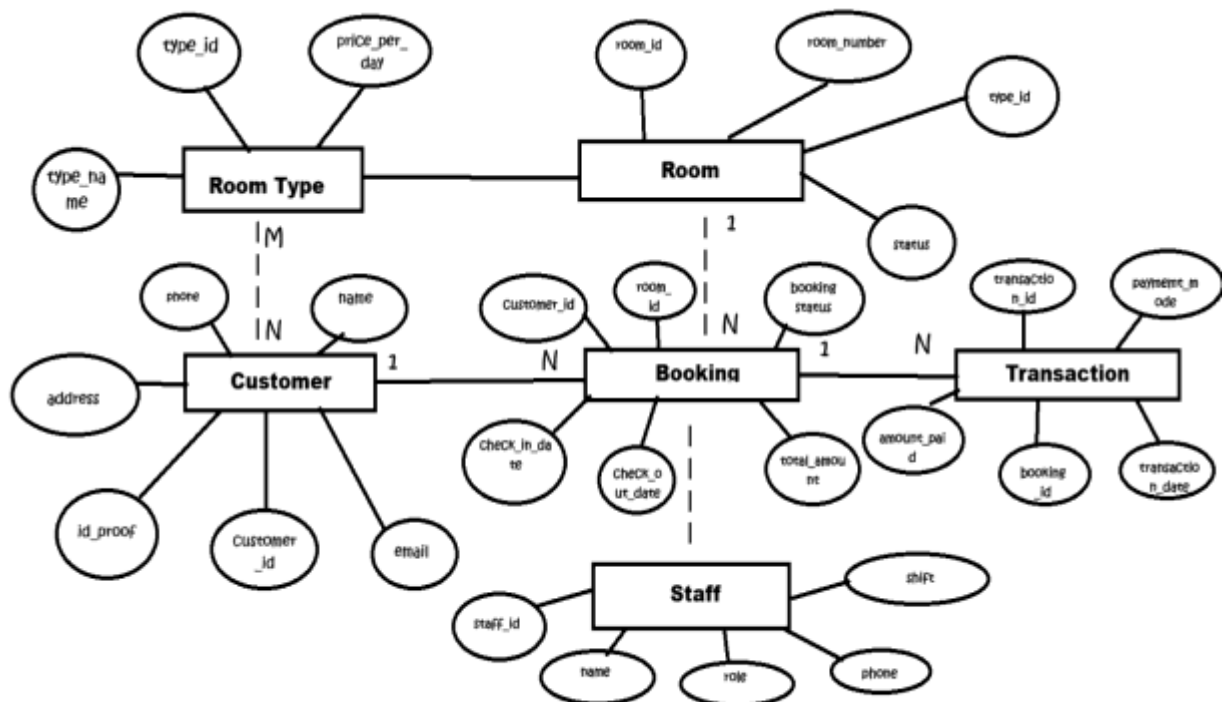 type_id
price_per_
day
room_id
room_number
type_id
type_na
me
Room Type
Room
status
M
1
phone
name
Customer_id
room_
id
booking
status
transactio
n_id
paymemt_m
ode
N
N
1
N
1
N
address
Customer
Booking
Transaction
Check_in_da
te
Check_o
ut_date
total_amou
nt
amount_pai
d
booking
_id
transactio
n_date
id_proof
Customer
_id
email
Staff
shift
staff_id
name
role
phone